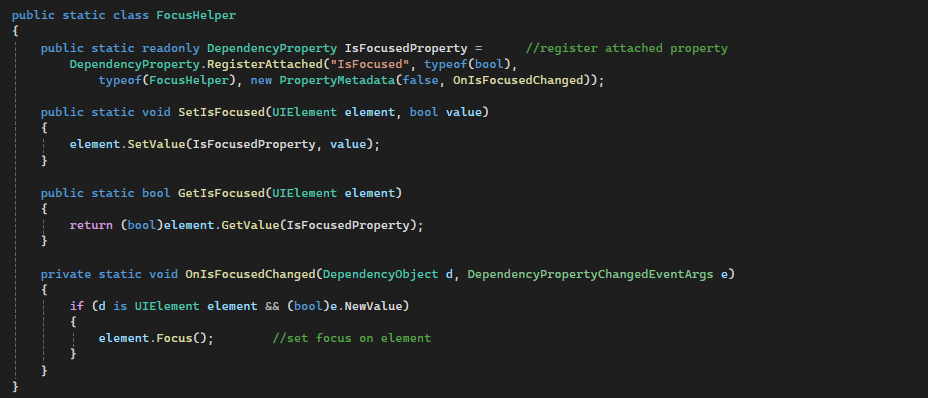 public static class FocusHelper
{
    public static readonly DependencyProperty IsFocusedProperty =      //register attached property
        DependencyProperty.RegisterAttached("IsFocused", typeof(bool),
            typeof(FocusHelper), new PropertyMetadata(false, OnIsFocusedChanged));

    public static void SetIsFocused(UIElement element, bool value)
    {
        element.SetValue(IsFocusedProperty, value);
    }

    public static bool GetIsFocused(UIElement element)
    {
        return (bool)element.GetValue(IsFocusedProperty);
    }

    private static void OnIsFocusedChanged(DependencyObject d, DependencyPropertyChangedEventArgs e)
    {
        if (d is UIElement element && (bool)e.NewValue)
        {
            element.Focus();        //set focus on element
        }
    }
}